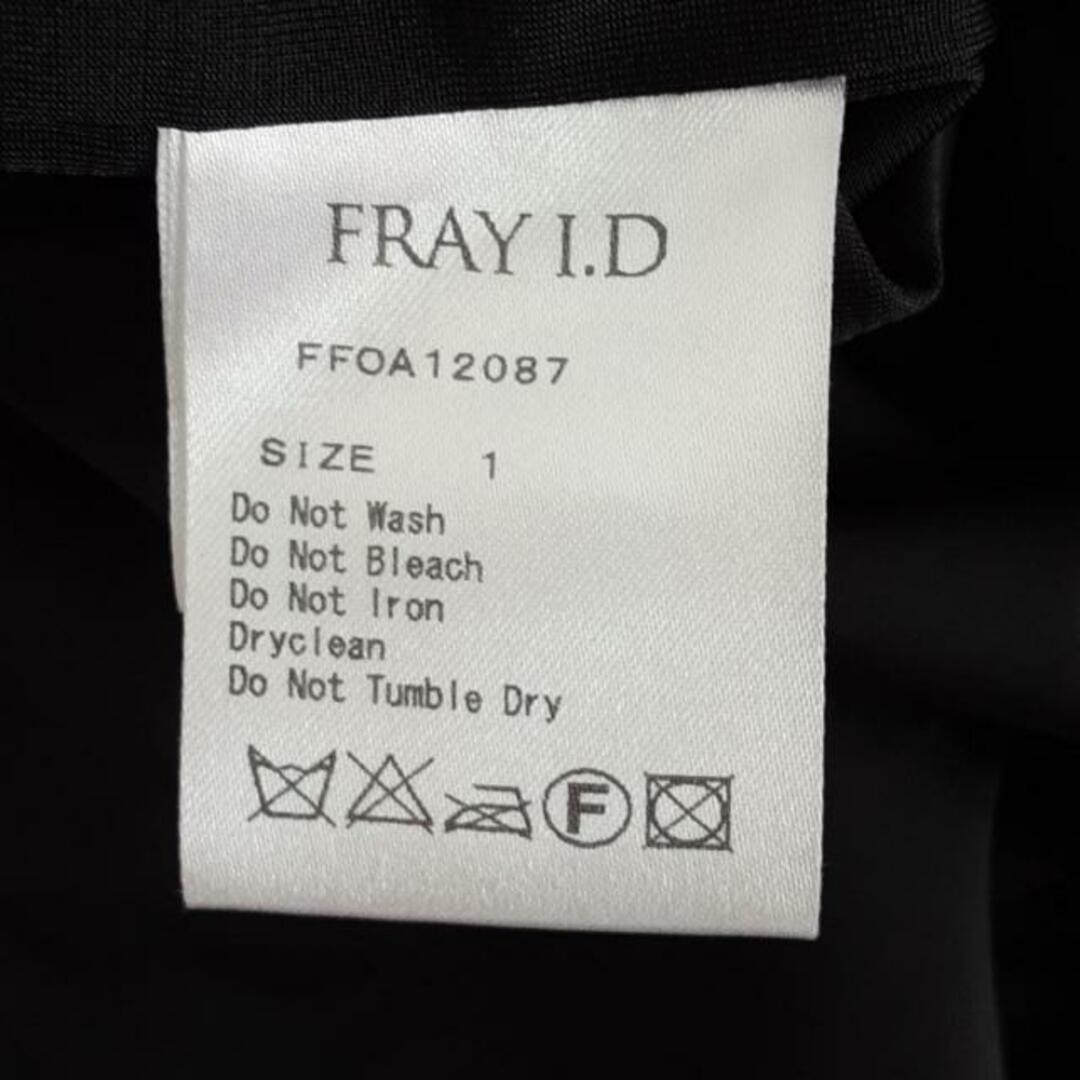 FRAY I.D
FFOA12087
SIZE 1
Do Not Wash
Do Not Bleach
Do Not Iron
Dryclean
Do Not Tumble Dry
F